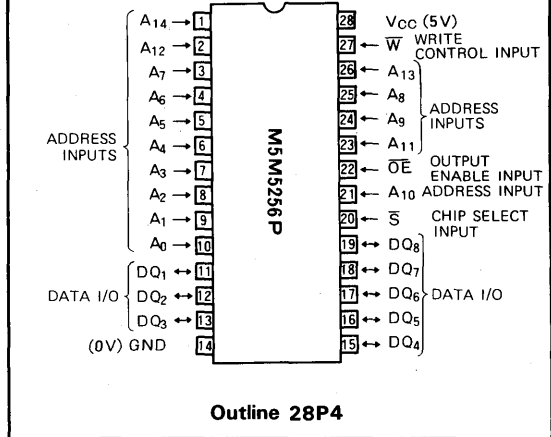 A14 → 1
A12 → 2
A7 → 3
A6 → 4
A5 → 5
A4 → 6
A3 → 7
A2 → 8
A1 → 9
A0 → 10
ADDRESS
INPUTS
DQ1 ↔ 11
DQ2 ↔ 12
DQ3 ↔ 13
DATA I/O
(0V) GND 14
M5M5256P
28 VCC (5V)
27 ← W̅ WRITE
CONTROL INPUT
26 ← A13
25 ← A8
24 ← A9
23 ← A11
ADDRESS
INPUTS
22 ← O̅E̅ OUTPUT
ENABLE INPUT
21 ← A10 ADDRESS INPUT
20 ← S̅ CHIP SELECT
INPUT
19 ↔ DQ8
18 ↔ DQ7
17 ↔ DQ6
16 ↔ DQ5
15 ↔ DQ4
DATA I/O
Outline 28P4